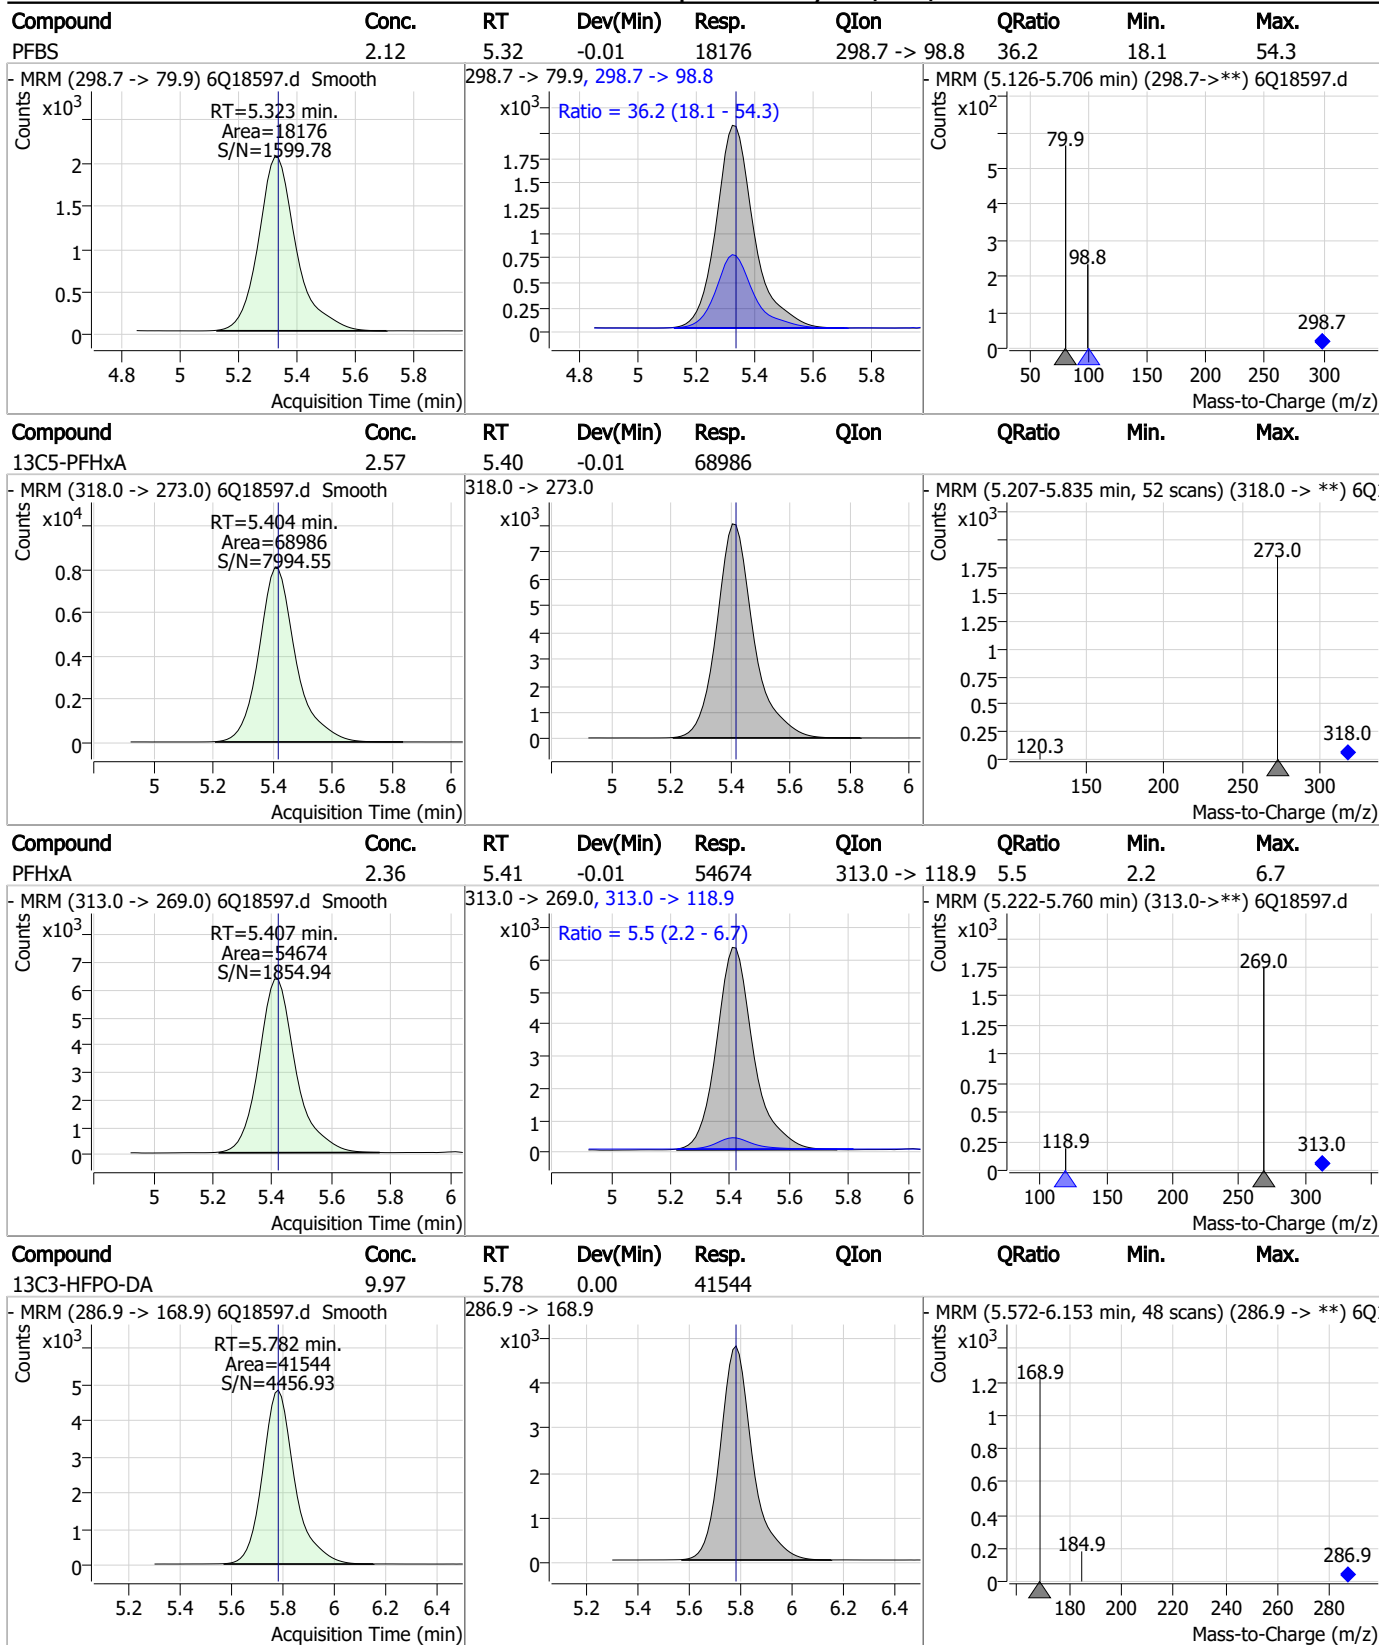 Compound Conc. RT Dev(Min) Resp. QIon QRatio Min. Max.
PFBS 2.12 5.32 -0.01 18176 298.7 -> 98.8 36.2 18.1 54.3
- MRM (298.7 -> 79.9) 6Q18597.d Smooth
Counts
x10^3
RT=5.323 min.
Area=18176
S/N=1599.78
2
1.5
1
0.5
0
4.8 5 5.2 5.4 5.6 5.8
Acquisition Time (min)
298.7 -> 79.9, 298.7 -> 98.8
x10^3
Ratio = 36.2 (18.1 - 54.3)
1.75
1.5
1.25
1
0.75
0.5
0.25
0
4.8 5 5.2 5.4 5.6 5.8
- MRM (5.126-5.706 min) (298.7->**) 6Q18597.d
Counts
x10^2
79.9
98.8
298.7
5
4
3
2
1
0
50 100 150 200 250 300
Mass-to-Charge (m/z)
Compound Conc. RT Dev(Min) Resp. QIon QRatio Min. Max.
13C5-PFHxA 2.57 5.40 -0.01 68986
- MRM (318.0 -> 273.0) 6Q18597.d Smooth
Counts
x10^4
RT=5.404 min.
Area=68986
S/N=7994.55
0.8
0.6
0.4
0.2
0
5 5.2 5.4 5.6 5.8 6
Acquisition Time (min)
318.0 -> 273.0
x10^3
7
6
5
4
3
2
1
0
5 5.2 5.4 5.6 5.8 6
- MRM (5.207-5.835 min, 52 scans) (318.0 -> **) 6Q
Counts
x10^3
273.0
318.0
120.3
1.75
1.5
1.25
1
0.75
0.5
0.25
0
150 200 250 300
Mass-to-Charge (m/z)
Compound Conc. RT Dev(Min) Resp. QIon QRatio Min. Max.
PFHxA 2.36 5.41 -0.01 54674 313.0 -> 118.9 5.5 2.2 6.7
- MRM (313.0 -> 269.0) 6Q18597.d Smooth
Counts
x10^3
RT=5.407 min.
Area=54674
S/N=1854.94
7
6
5
4
3
2
1
0
5 5.2 5.4 5.6 5.8 6
Acquisition Time (min)
313.0 -> 269.0, 313.0 -> 118.9
x10^3
Ratio = 5.5 (2.2 - 6.7)
6
5
4
3
2
1
0
5 5.2 5.4 5.6 5.8 6
- MRM (5.222-5.760 min) (313.0->**) 6Q18597.d
Counts
x10^3
269.0
118.9
313.0
1.75
1.5
1.25
1
0.75
0.5
0.25
0
100 150 200 250 300
Mass-to-Charge (m/z)
Compound Conc. RT Dev(Min) Resp. QIon QRatio Min. Max.
13C3-HFPO-DA 9.97 5.78 0.00 41544
- MRM (286.9 -> 168.9) 6Q18597.d Smooth
Counts
x10^3
RT=5.782 min.
Area=41544
S/N=4456.93
5
4
3
2
1
0
5.2 5.4 5.6 5.8 6 6.2 6.4
Acquisition Time (min)
286.9 -> 168.9
x10^3
4
3
2
1
0
5.2 5.4 5.6 5.8 6 6.2 6.4
- MRM (5.572-6.153 min, 48 scans) (286.9 -> **) 6Q
Counts
x10^3
168.9
184.9
286.9
1.2
1
0.8
0.6
0.4
0.2
0
180 200 220 240 260 280
Mass-to-Charge (m/z)